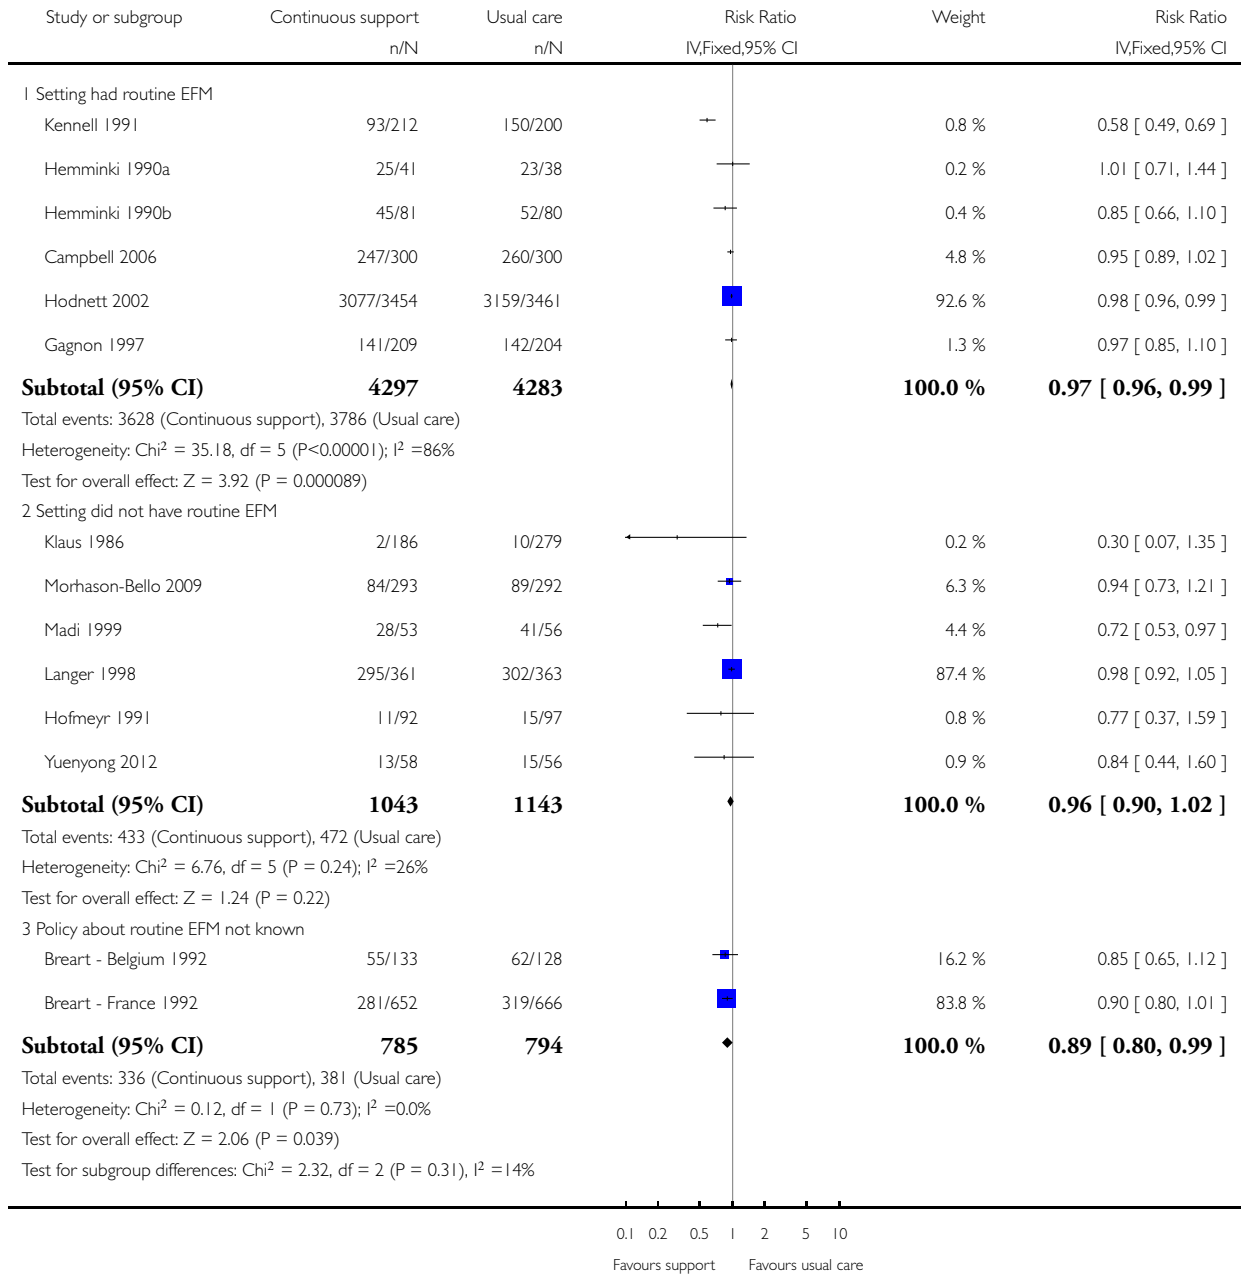 Study or subgroup Continuous support Usual care Risk Ratio Weight Risk Ratio
n/N n/N IV,Fixed,95% CI IV,Fixed,95% CI
1 Setting had routine EFM
Kennell 1991 93/212 150/200 0.8 % 0.58 [ 0.49, 0.69 ]
Hemminki 1990a 25/41 23/38 0.2 % 1.01 [ 0.71, 1.44 ]
Hemminki 1990b 45/81 52/80 0.4 % 0.85 [ 0.66, 1.10 ]
Campbell 2006 247/300 260/300 4.8 % 0.95 [ 0.89, 1.02 ]
Hodnett 2002 3077/3454 3159/3461 92.6 % 0.98 [ 0.96, 0.99 ]
Gagnon 1997 141/209 142/204 1.3 % 0.97 [ 0.85, 1.10 ]
Subtotal (95% CI) 4297 4283 100.0 % 0.97 [ 0.96, 0.99 ]
Total events: 3628 (Continuous support), 3786 (Usual care)
Heterogeneity: Chi² = 35.18, df = 5 (P<0.00001); I² =86%
Test for overall effect: Z = 3.92 (P = 0.000089)
2 Setting did not have routine EFM
Klaus 1986 2/186 10/279 0.2 % 0.30 [ 0.07, 1.35 ]
Morhason-Bello 2009 84/293 89/292 6.3 % 0.94 [ 0.73, 1.21 ]
Madi 1999 28/53 41/56 4.4 % 0.72 [ 0.53, 0.97 ]
Langer 1998 295/361 302/363 87.4 % 0.98 [ 0.92, 1.05 ]
Hofmeyr 1991 11/92 15/97 0.8 % 0.77 [ 0.37, 1.59 ]
Yuenyong 2012 13/58 15/56 0.9 % 0.84 [ 0.44, 1.60 ]
Subtotal (95% CI) 1043 1143 100.0 % 0.96 [ 0.90, 1.02 ]
Total events: 433 (Continuous support), 472 (Usual care)
Heterogeneity: Chi² = 6.76, df = 5 (P = 0.24); I² =26%
Test for overall effect: Z = 1.24 (P = 0.22)
3 Policy about routine EFM not known
Breart - Belgium 1992 55/133 62/128 16.2 % 0.85 [ 0.65, 1.12 ]
Breart - France 1992 281/652 319/666 83.8 % 0.90 [ 0.80, 1.01 ]
Subtotal (95% CI) 785 794 100.0 % 0.89 [ 0.80, 0.99 ]
Total events: 336 (Continuous support), 381 (Usual care)
Heterogeneity: Chi² = 0.12, df = 1 (P = 0.73); I² =0.0%
Test for overall effect: Z = 2.06 (P = 0.039)
Test for subgroup differences: Chi² = 2.32, df = 2 (P = 0.31), I² =14%
0.1 0.2 0.5 1 2 5 10
Favours support Favours usual care